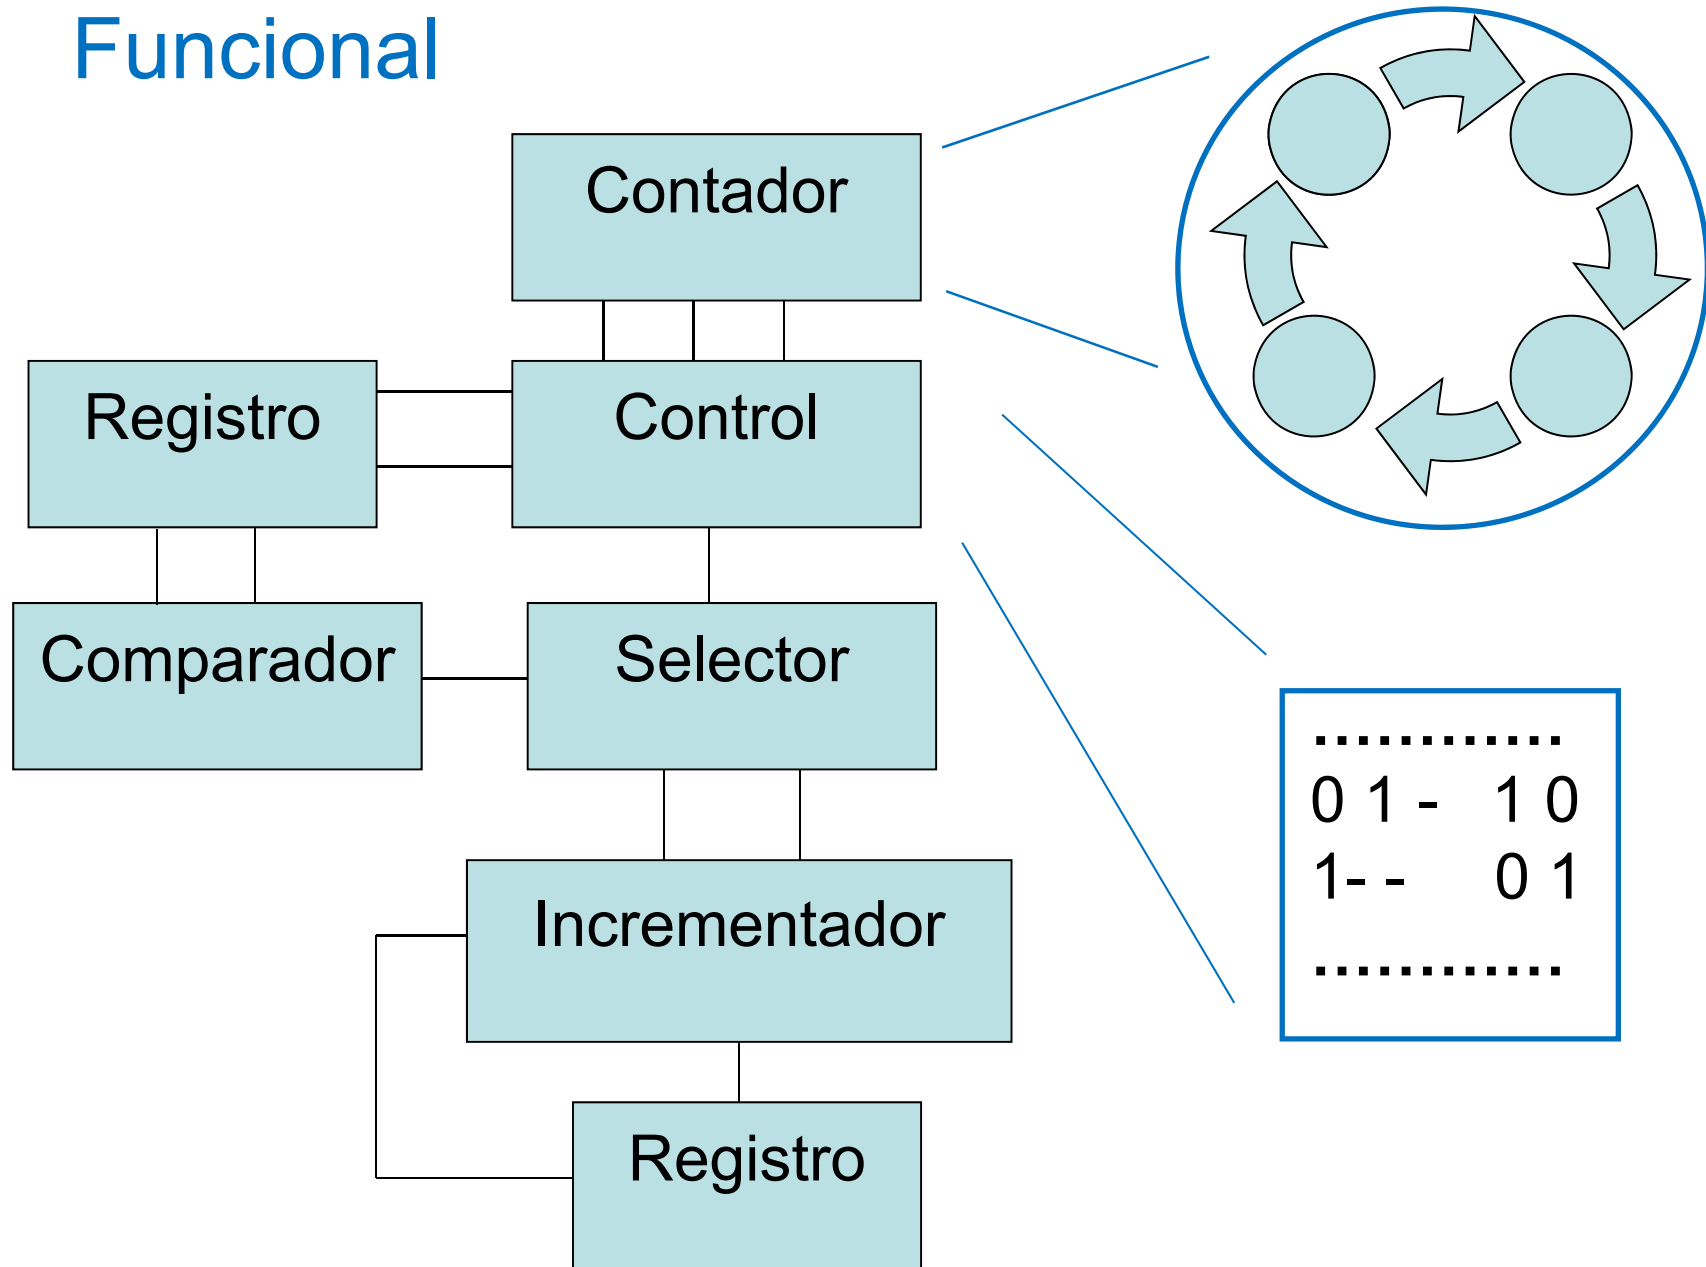 Funcional
Contador
Registro
Control
Comparador
Selector
Incrementador
Registro
............
0 1 - 1 0
1- - 0 1
............